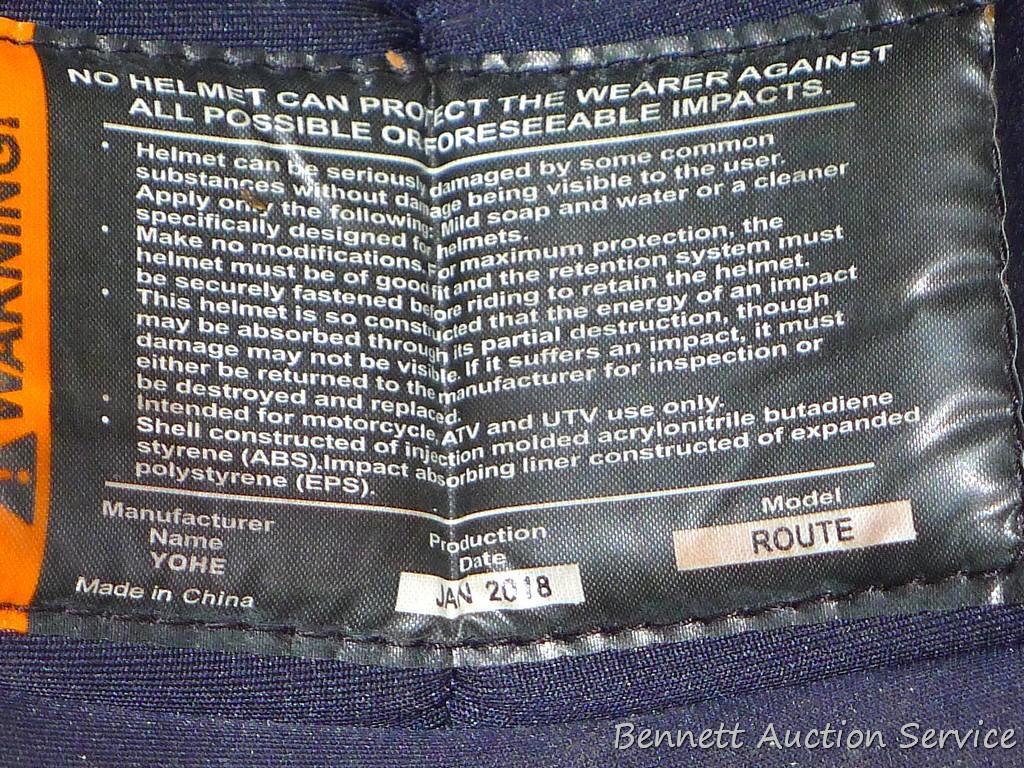 WARNING!
NO HELMET CAN PROTECT THE WEARER AGAINST
ALL POSSIBLE OR FORESEEABLE IMPACTS.
• Helmet can be seriously damaged by some common
substances without damage being visible to the user.
Apply only the following: Mild soap and water or a cleaner
specifically designed for helmets.
• Make no modifications. For maximum protection, the
helmet must be of good fit and the retention system must
be securely fastened before riding to retain the helmet.
• This helmet is so constructed that the energy of an impact
may be absorbed through its partial destruction, though
damage may not be visible. If it suffers an impact, it must
either be returned to the manufacturer for inspection or
be destroyed and replaced.
• Intended for motorcycle, ATV and UTV use only.
• Shell constructed of injection molded acrylonitrile butadiene
styrene (ABS).Impact absorbing liner constructed of expanded
polystyrene (EPS).
Manufacturer
Name
YOHE
Made in China
Production
Date
JAN 2018
Model
ROUTE
Bennett Auction Service